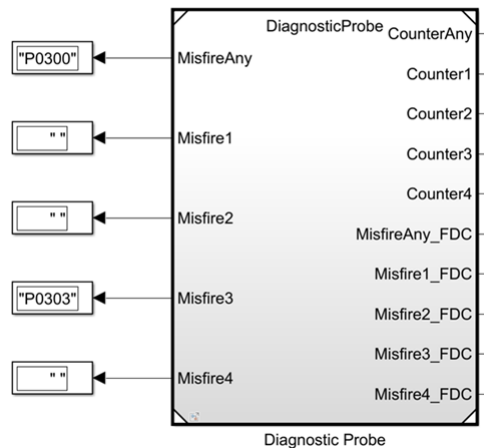 DiagnosticProbe
CounterAny
"P0300"
MisfireAny
Counter1
Counter2
" "
Misfire1
Counter3
Counter4
" "
Misfire2
MisfireAny_FDC
Misfire1_FDC
"P0303"
Misfire3
Misfire2_FDC
Misfire3_FDC
" "
Misfire4
Misfire4_FDC
Diagnostic Probe